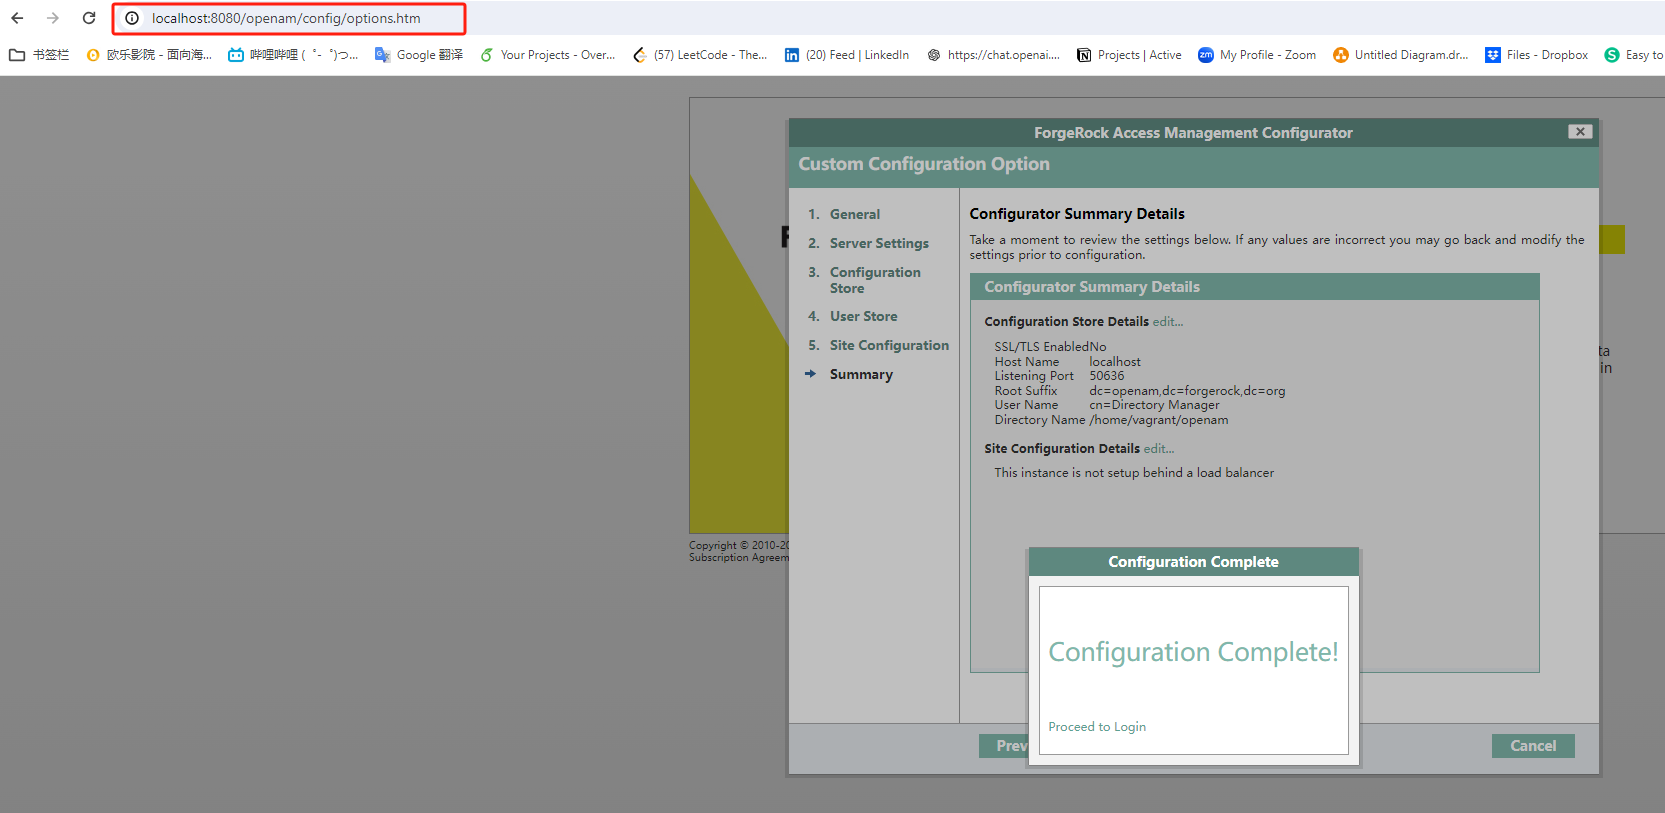 localhost:8080/openam/config/options.htm
书签栏
欧乐影院 - 面向海...
哔哩哔哩 (゜-゜)つ...
Google 翻译
Your Projects - Over...
(57) LeetCode - The...
(20) Feed | LinkedIn
https://chat.openai....
Projects | Active
zm My Profile - Zoom
Untitled Diagram.dr...
Files - Dropbox
S Easy to
ForgeRock Access Management Configurator
Custom Configuration Option
1. General
2. Server Settings
3. Configuration
Store
4. User Store
5. Site Configuration
Summary
Configurator Summary Details
Take a moment to review the settings below. If any values are incorrect you may go back and modify the
settings prior to configuration.
Configurator Summary Details
Configuration Store Details edit...
SSL/TLS EnabledNo
Host Name localhost
Listening Port 50636
Root Suffix dc=openam,dc=forgerock,dc=org
User Name cn=Directory Manager
Directory Name /home/vagrant/openam
Site Configuration Details edit...
This instance is not setup behind a load balancer
ta
in
Copyright © 2010-20
Subscription Agreem
Configuration Complete
Configuration Complete!
Proceed to Login
Prev
Cancel